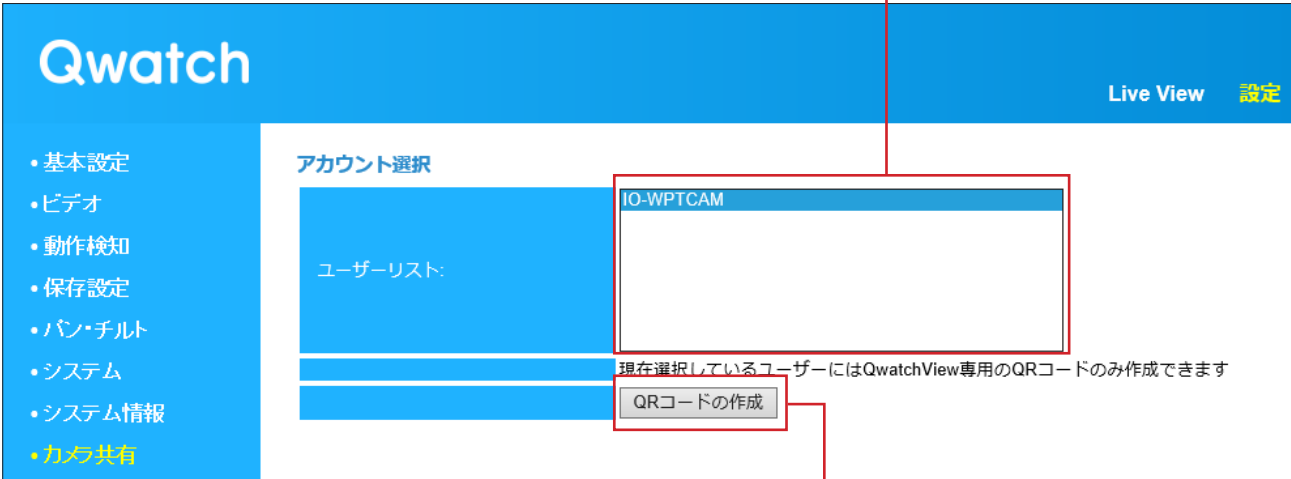 Qwatch
Live View 設定
・基本設定
・ビデオ
・動作検知
・保存設定
・パン・チルト
・システム
・システム情報
・カメラ共有
アカウント選択
ユーザーリスト:
IO-WPTCAM
現在選択しているユーザーにはQwatchView専用のQRコードのみ作成できます
QRコードの作成